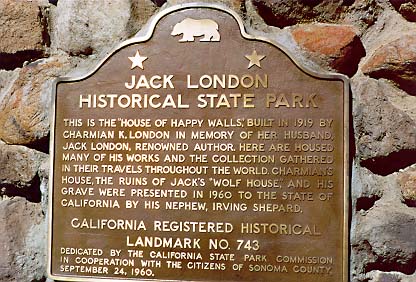 JACK LONDON
HISTORICAL STATE PARK
THIS IS THE "HOUSE OF HAPPY WALLS," BUILT IN 1919 BY
CHARMIAN K. LONDON IN MEMORY OF HER HUSBAND,
JACK LONDON, RENOWNED AUTHOR. HERE ARE HOUSED
MANY OF HIS WORKS AND THE COLLECTION GATHERED
IN THEIR TRAVELS THROUGHOUT THE WORLD. CHARMIAN'S
HOUSE, THE RUINS OF JACK'S "WOLF HOUSE," AND HIS
GRAVE WERE PRESENTED IN 1960 TO THE STATE OF
CALIFORNIA BY HIS NEPHEW, IRVING SHEPARD.
CALIFORNIA REGISTERED HISTORICAL
LANDMARK NO. 743
DEDICATED BY THE CALIFORNIA STATE PARK COMMISSION
IN COOPERATION WITH THE CITIZENS OF SONOMA COUNTY,
SEPTEMBER 24, 1960.